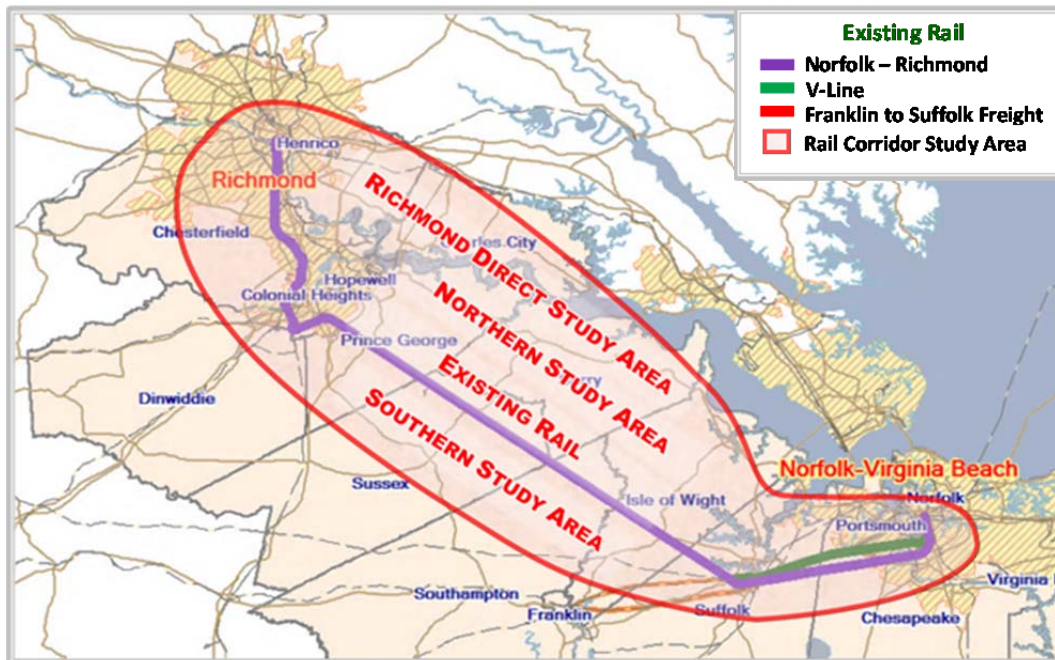 Existing Rail
Norfolk – Richmond
V-Line
Franklin to Suffolk Freight
Rail Corridor Study Area
Henrico
Richmond
RICHMOND DIRECT STUDY AREA
Chesterfield
Charles City
Hopewell
NORTHERN STUDY AREA
Colonial Heights
Prince George
EXISTING RAIL
Dinwiddie
SOUTHERN STUDY AREA
Norfolk-Virginia Beach
Sussex
Isle of Wight
Norfolk
Portsmouth
Southampton
Franklin
Suffolk
Virginia
Chesapeake